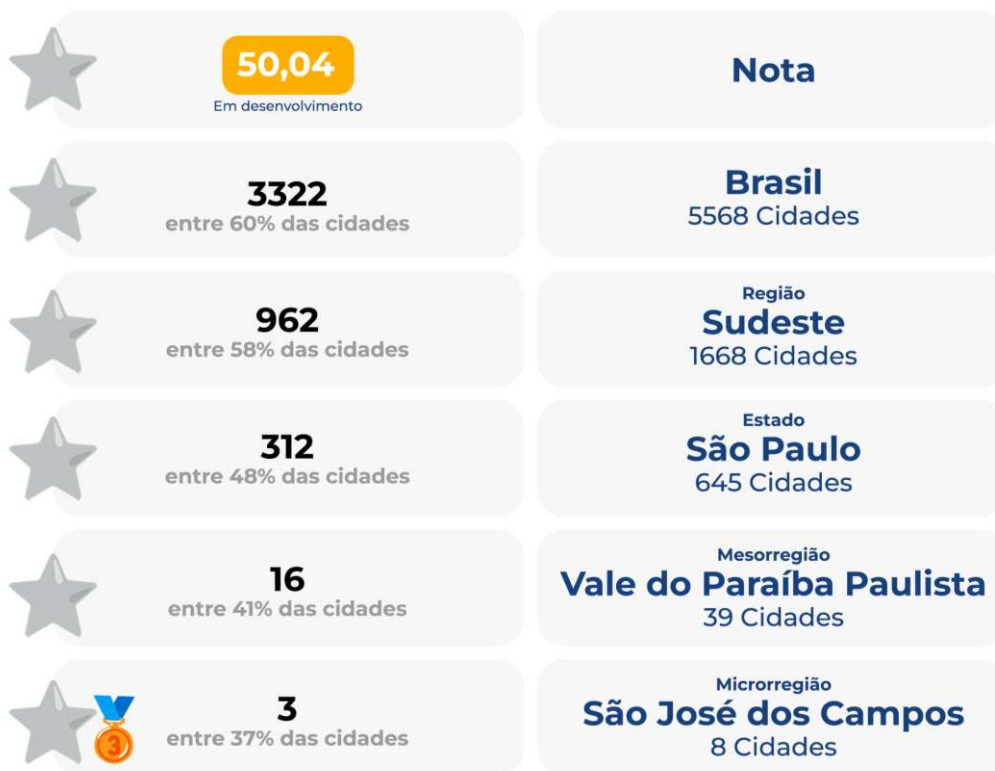 50,04
Em desenvolvimento
Nota
3322
entre 60% das cidades
Brasil
5568 Cidades
962
entre 58% das cidades
Região
Sudeste
1668 Cidades
312
entre 48% das cidades
Estado
São Paulo
645 Cidades
16
entre 41% das cidades
Mesorregião
Vale do Paraíba Paulista
39 Cidades
3
3
entre 37% das cidades
Microrregião
São José dos Campos
8 Cidades